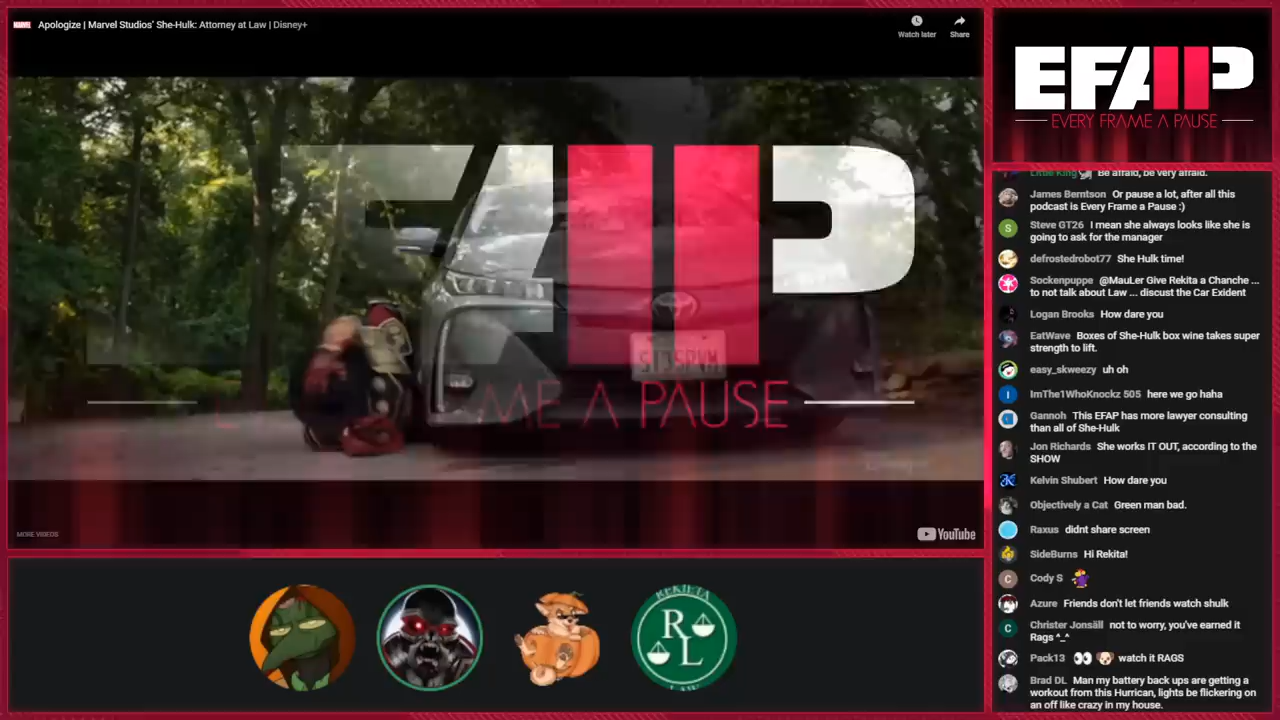 MARVEL Apologize | Marvel Studios' She-Hulk: Attorney at Law | Disney+
Watch later
Share
EFAP
ME A PAUSE
MORE VIDEOS
YouTube
EFAP
EVERY FRAME A PAUSE
Little King Be afraid, be very afraid.
James Berntson Or pause a lot, after all this
podcast is Every Frame a Pause :)
Steve GT26 I mean she always looks like she is
going to ask for the manager
defrostedrobot77 She Hulk time!
Sockenpuppe @MauLer Give Rekita a Chanche ...
to not talk about Law ... discuss the Car Exident
Logan Brooks How dare you
EatWave Boxes of She-Hulk box wine takes super
strength to lift.
easy_skweezy uh oh
ImThe1WhoKnockz 505 here we go haha
Gannoh This EFAP has more lawyer consulting
than all of She-Hulk
Jon Richards She works IT OUT, according to the
SHOW
Kelvin Shubert How dare you
Objectively a Cat Green man bad.
Raxus didnt share screen
SideBurns Hi Rekita!
Cody S
Azure Friends don't let friends watch shulk
Christer Jonsäll not to worry, you've earned it
Rags ^_^
Pack13 👀 🐶 watch it RAGS
Brad DL Man my battery back ups are getting a
workout from this Hurrican, lights be flickering on
an off like crazy in my house.
REKIETA
RL
LAW